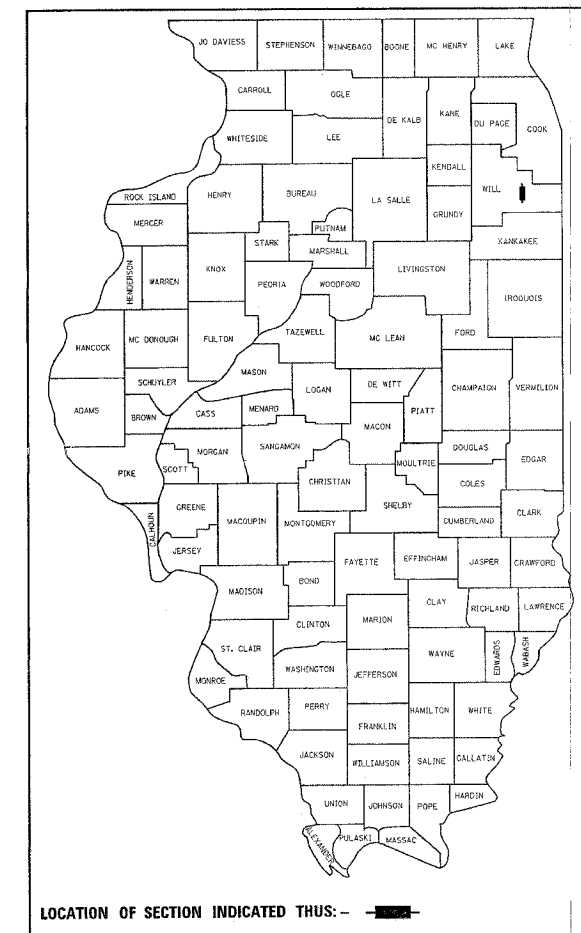 JO DAVIESS STEPHENSON WINNEBAGO BOONE MC HENRY LAKE
CARROLL OGLE DE KALB KANE DU PAGE COOK
WHITESIDE LEE KENDALL WILL
ROCK ISLAND HENRY BUREAU LA SALLE GRUNDY
MERCER PUTNAM KANKAKEE
STARK MARSHALL
HENDERSON WARREN KNOX PEORIA WOODFORD LIVINGSTON IROQUOIS
HANCOCK MC DONOUGH FULTON TAZEWELL MC LEAN FORD
SCHUYLER MASON LOGAN DE WITT CHAMPAIGN VERMILION
ADAMS BROWN CASS MENARD MACON PIATT
PIKE SCOTT MORGAN SANGAMON MOULTRIE DOUGLAS EDGAR
CHRISTIAN COLES
CALHOUN GREENE MACOUPIN MONTGOMERY SHELBY CUMBERLAND CLARK
JERSEY FAYETTE EFFINGHAM JASPER CRAWFORD
MADISON BOND CLAY RICHLAND LAWRENCE
CLINTON MARION
ST. CLAIR WAYNE EDWARDS WABASH
MONROE WASHINGTON JEFFERSON
RANDOLPH PERRY HAMILTON WHITE
FRANKLIN
JACKSON WILLIAMSON SALINE GALLATIN
UNION JOHNSON POPE HARDIN
ALEXANDER PULASKI MASSAC
LOCATION OF SECTION INDICATED THUS: –